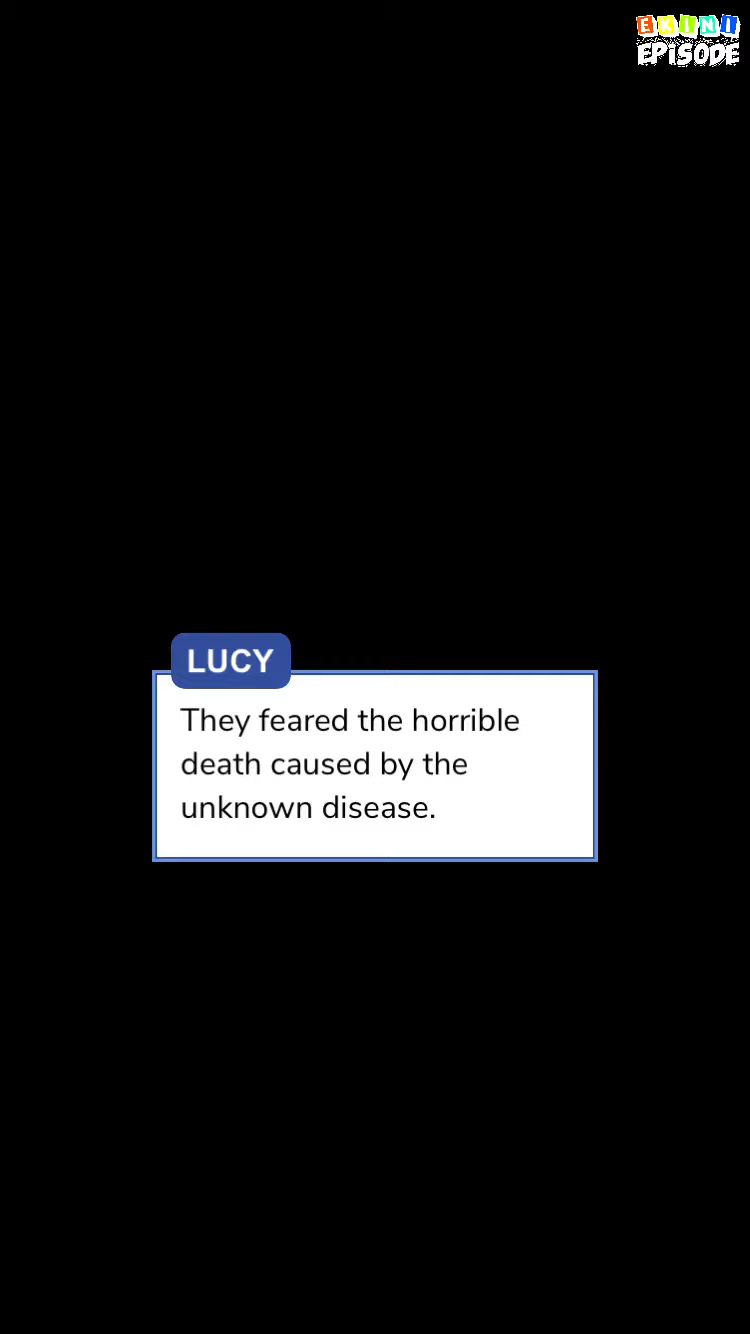 EKINI
EPISODE
LUCY
They feared the horrible
death caused by the
unknown disease.